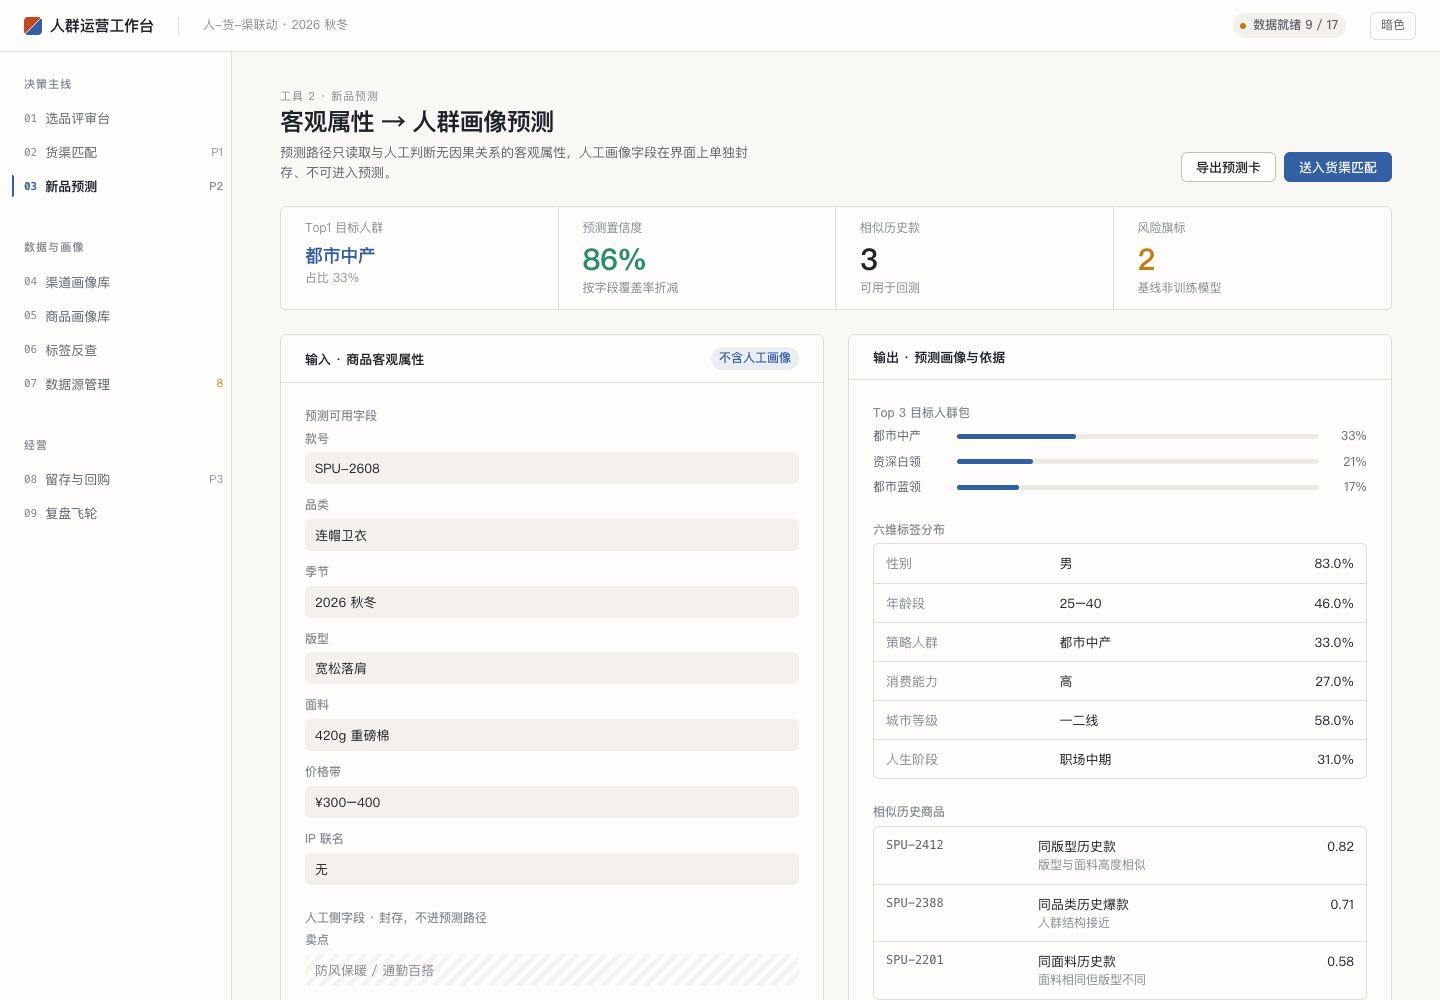 人群运营工作台
人-货-渠联动 · 2026 秋冬
数据就绪 9 / 17
暗色
决策主线
01 选品评审台
02 货渠匹配 P1
03 新品预测 P2
数据与画像
04 渠道画像库
05 商品画像库
06 标签反查
07 数据源管理 8
经营
08 留存与回购 P3
09 复盘飞轮
工具 2 · 新品预测
客观属性 → 人群画像预测
预测路径只读取与人工判断无因果关系的客观属性，人工画像字段在界面上单独封
存、不可进入预测。
导出预测卡
送入货渠匹配
Top1 目标人群
都市中产
占比 33%
预测置信度
86%
按字段覆盖率折减
相似历史款
3
可用于回测
风险旗标
2
基线非训练模型
输入 · 商品客观属性
不含人工画像
预测可用字段
款号
SPU-2608
品类
连帽卫衣
季节
2026 秋冬
版型
宽松落肩
面料
420g 重磅棉
价格带
¥300–400
IP 联名
无
人工侧字段 · 封存，不进预测路径
卖点
防风保暖 / 通勤百搭
输出 · 预测画像与依据
Top 3 目标人群包
都市中产 33%
资深白领 21%
都市蓝领 17%
六维标签分布
性别 男 83.0%
年龄段 25–40 46.0%
策略人群 都市中产 33.0%
消费能力 高 27.0%
城市等级 一二线 58.0%
人生阶段 职场中期 31.0%
相似历史商品
SPU-2412 同版型历史款 0.82
版型与面料高度相似
SPU-2388 同品类历史爆款 0.71
人群结构接近
SPU-2201 同面料历史款 0.58
面料相同但版型不同